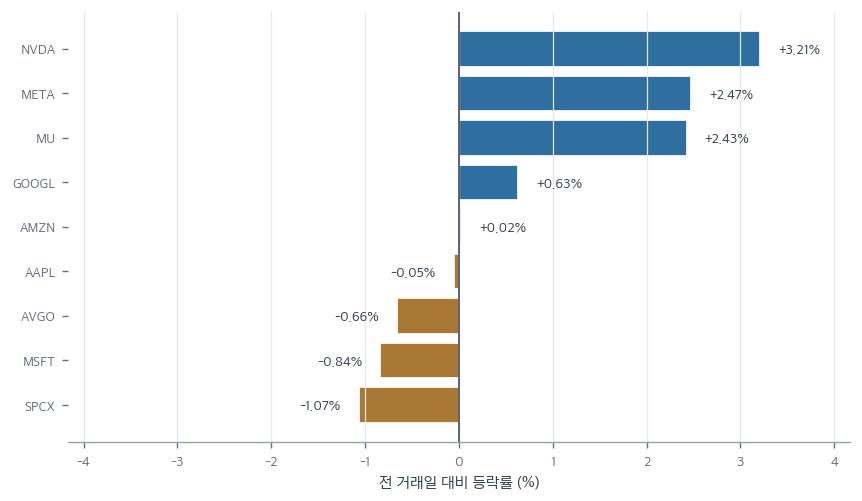 NVDA +3.21%
META +2.47%
MU +2.43%
GOOGL +0.63%
AMZN +0.02%
AAPL -0.05%
AVGO -0.66%
MSFT -0.84%
SPCX -1.07%
-4 -3 -2 -1 0 1 2 3 4
전 거래일 대비 등락률 (%)